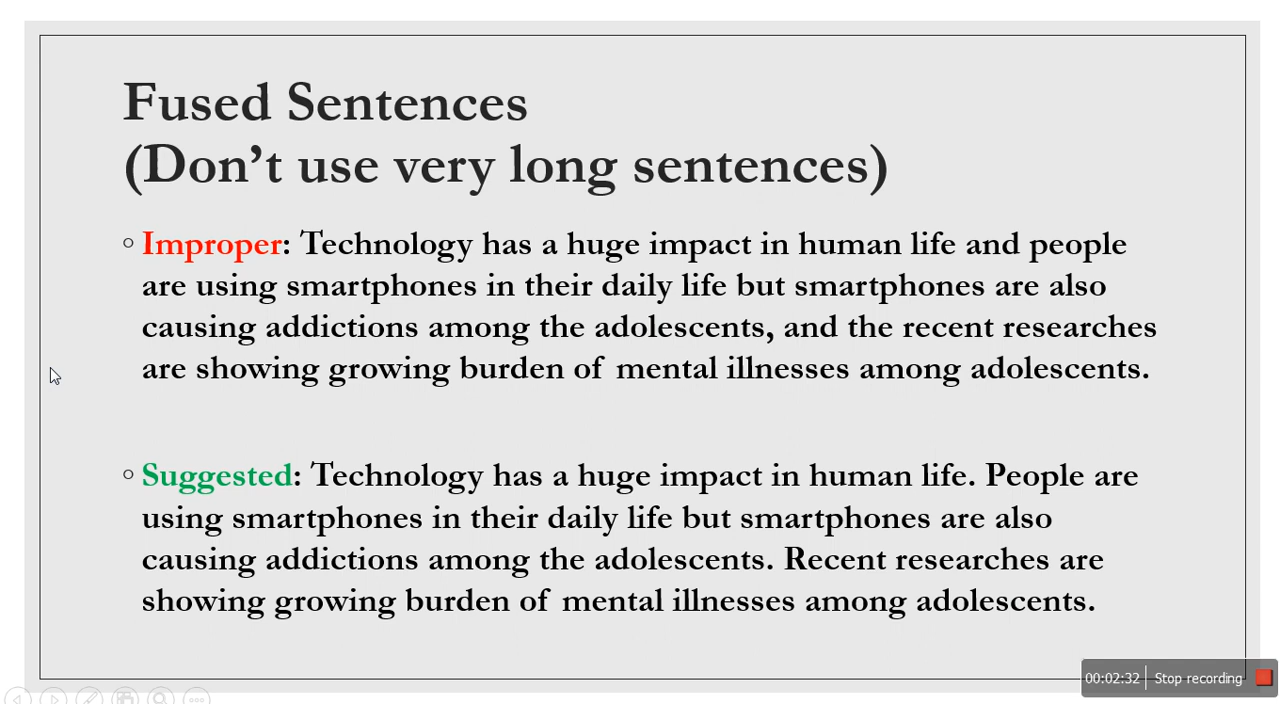 Fused Sentences
(Don’t use very long sentences)
Improper: Technology has a huge impact in human life and people
are using smartphones in their daily life but smartphones are also
causing addictions among the adolescents, and the recent researches
are showing growing burden of mental illnesses among adolescents.
Suggested: Technology has a huge impact in human life. People are
using smartphones in their daily life but smartphones are also
causing addictions among the adolescents. Recent researches are
showing growing burden of mental illnesses among adolescents.
00:02:32 Stop recording